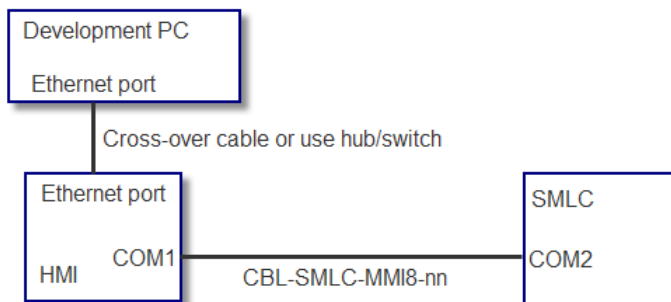 Development PC
Ethernet port
Cross-over cable or use hub/switch
Ethernet port
COM1
HMI
CBL-SMLC-MMI8-nn
SMLC
COM2